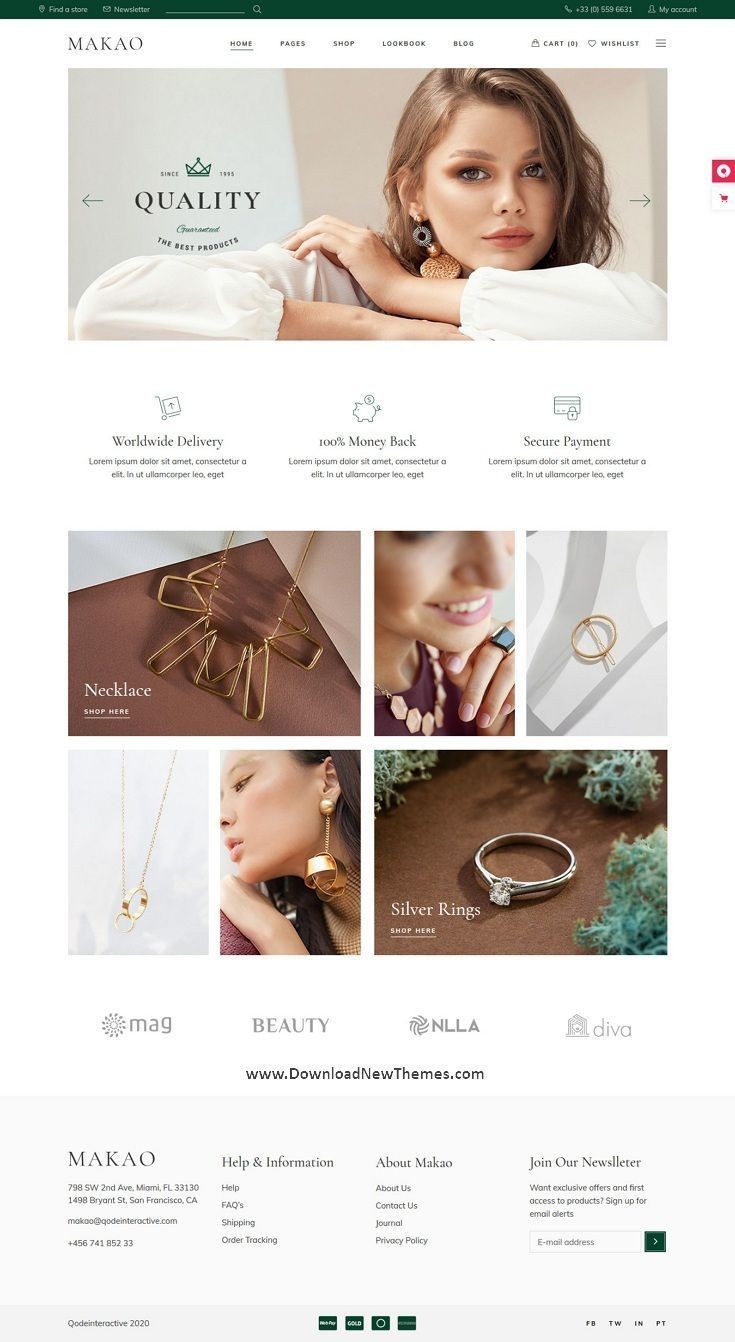 Find a store
Newsletter
+33 (0) 559 6631
My account
MAKAO
HOME
PAGES
SHOP
LOOKBOOK
BLOG
CART (0)
WISHLIST
SINCE
1995
QUALITY
Guaranteed
THE BEST PRODUCTS
Worldwide Delivery
Lorem ipsum dolor sit amet, consectetur a
elit. In ut ullamcorper leo, eget
100% Money Back
Lorem ipsum dolor sit amet, consectetur a
elit. In ut ullamcorper leo, eget
Secure Payment
Lorem ipsum dolor sit amet, consectetur a
elit. In ut ullamcorper leo, eget
Necklace
SHOP HERE
Silver Rings
SHOP HERE
mag
BEAUTY
NLLA
diva
www.DownloadNewThemes.com
MAKAO
798 SW 2nd Ave, Miami, FL 33130
1498 Bryant St, San Francisco, CA
makao@qodeinteractive.com
+456 741 852 33
Help & Information
Help
FAQ's
Shipping
Order Tracking
About Makao
About Us
Contact Us
Journal
Privacy Policy
Join Our Newslleter
Want exclusive offers and first
access to products? Sign up for
email alerts
E-mail address
Qodeinteractive 2020
WebPay
GOLD
FB
TW
IN
PT